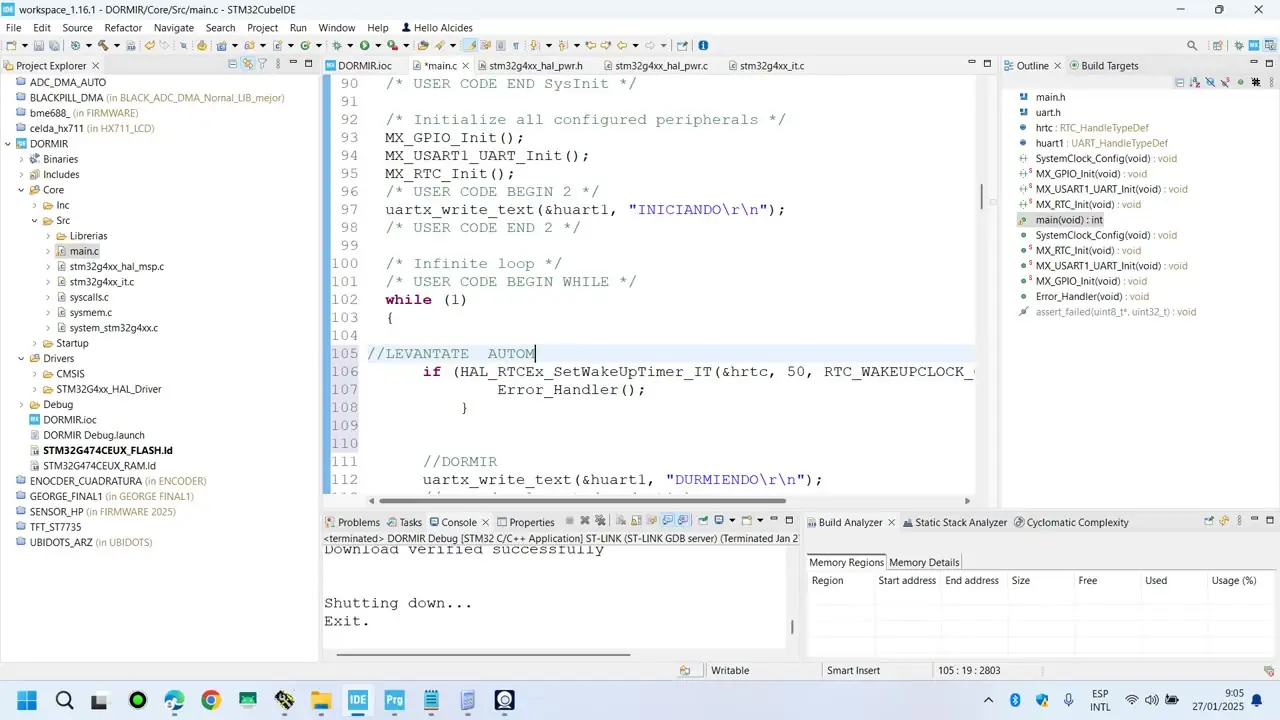 workspace_1.16.1 - DORMIR/Core/Src/main.c - STM32CubeIDE
File Edit Source Refactor Navigate Search Project Run Window Help Hello Alcides
Project Explorer
ADC_DMA_AUTO
BLACKPILL_DMA (in BLACK_ADC_DMA_Nornal_LIB_mejor)
bme688_ (in FIRMWARE)
celda_hx711 (in HX711_LCD)
DORMIR
Binaries
Includes
Core
Inc
Src
Librerias
main.c
stm32g4xx_hal_msp.c
stm32g4xx_it.c
syscalls.c
sysmem.c
system_stm32g4xx.c
Startup
Drivers
CMSIS
STM32G4xx_HAL_Driver
Debug
DORMIR.ioc
DORMIR Debug.launch
STM32G474CEUX_FLASH.ld
STM32G474CEUX_RAM.ld
ENOCDER_CUADRATURA (in ENCODER)
GEORGE_FINAL1 (in GEORGE FINAL1)
SENSOR_HP (in FIRMWARE 2025)
TFT_ST7735
UBIDOTS_ARZ (in UBIDOTS)
DORMIR.ioc *main.c stm32g4xx_hal_pwr.h stm32g4xx_hal_pwr.c stm32g4xx_it.c
90 /* USER CODE END SysInit */
91
92 /* Initialize all configured peripherals */
93 MX_GPIO_Init();
94 MX_USART1_UART_Init();
95 MX_RTC_Init();
96 /* USER CODE BEGIN 2 */
97 uartx_write_text(&huart1, "INICIANDO\r\n");
98 /* USER CODE END 2 */
99
100 /* Infinite loop */
101 /* USER CODE BEGIN WHILE */
102 while (1)
103 {
104
105 //LEVANTATE  AUTOM
106 if (HAL_RTCEx_SetWakeUpTimer_IT(&hrtc, 50, RTC_WAKEUPCLOCK_
107 Error_Handler();
108 }
109
110
111 //DORMIR
112 uartx_write_text(&huart1, "DURMIENDO\r\n");
Outline Build Targets
main.h
uart.h
hrtc : RTC_HandleTypeDef
huart1 : UART_HandleTypeDef
SystemClock_Config(void) : void
MX_GPIO_Init(void) : void
MX_USART1_UART_Init(void) : void
MX_RTC_Init(void) : void
main(void) : int
SystemClock_Config(void) : void
MX_RTC_Init(void) : void
MX_USART1_UART_Init(void) : void
MX_GPIO_Init(void) : void
Error_Handler(void) : void
assert_failed(uint8_t*, uint32_t) : void
Problems Tasks Console Properties
<terminated> DORMIR Debug [STM32 C/C++ Application] ST-LINK (ST-LINK GDB server) (Terminated Jan 2
Download verified successfully
Shutting down...
Exit.
Build Analyzer Static Stack Analyzer Cyclomatic Complexity
Memory Regions Memory Details
Region Start address End address Size Free Used Usage (%)
Writable Smart Insert 105 : 19 : 2803
IDE Prg
ESP
INTL
9:05
27/01/2025